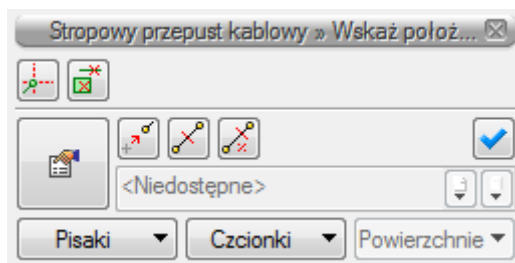 Stropowy przepust kablowy » Wskaż położ...
<Niedostępne>
Pisaki Czcionki Powierzchnie